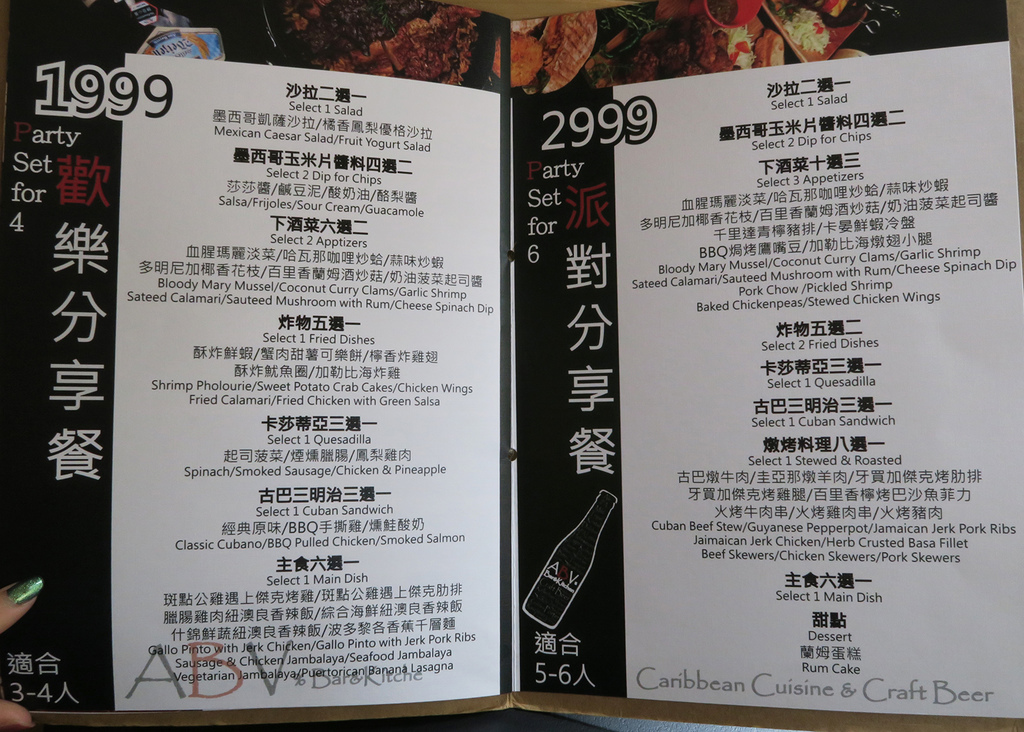 1999
Party
Set
for
4
歡樂分享餐
適合
3-4人
沙拉二選一
Select 1 Salad
墨西哥凱薩沙拉/橘香鳳梨優格沙拉
Mexican Caesar Salad/Fruit Yogurt Salad
墨西哥玉米片醬料四選二
Select 2 Dip for Chips
莎莎醬/鹹豆泥/酸奶油/酪梨醬
Salsa/Frijoles/Sour Cream/Guacamole
下酒菜六選二
Select 2 Apptizers
血腥瑪麗淡菜/哈瓦那咖哩炒蛤/蒜味炒蝦
多明尼加椰香花枝/百里香蘭姆酒炒菇/奶油菠菜起司醬
Bloody Mary Mussel/Coconut Curry Clams/Garlic Shrimp
Sateed Calamari/Sauteed Mushroom with Rum/Cheese Spinach Dip
炸物五選一
Select 1 Fried Dishes
酥炸鮮蝦/蟹肉甜薯可樂餅/檸香炸雞翅
酥炸魷魚圈/加勒比海炸雞
Shrimp Pholourie/Sweet Potato Crab Cakes/Chicken Wings
Fried Calamari/Fried Chicken with Green Salsa
卡莎蒂亞三選一
Select 1 Quesadilla
起司菠菜/煙燻臘腸/鳳梨雞肉
Spinach/Smoked Sausage/Chicken & Pineapple
古巴三明治三選一
Select 1 Cuban Sandwich
經典原味/BBQ手撕雞/燻鮭酸奶
Classic Cubano/BBQ Pulled Chicken/Smoked Salmon
主食六選一
Select 1 Main Dish
斑點公雞遇上傑克烤雞/斑點公雞遇上傑克肋排
臘腸雞肉紐澳良香辣飯/綜合海鮮紐澳良香辣飯
什錦鮮蔬紐澳良香辣飯/波多黎各香蕉千層麵
Gallo Pinto with Jerk Chicken/Gallo Pinto with Jerk Pork Ribs
Sausage & Chicken Jambalaya/Seafood Jambalaya
Vegetarian Jambalaya/Puertorican Banana Lasagna
ABV Bar&Kitche
2999
Party
Set
for
6
派對分享餐
A.B.V.
Bar&Kitchen
適合
5-6人
沙拉二選一
Select 1 Salad
墨西哥玉米片醬料四選二
Select 2 Dip for Chips
下酒菜十選三
Select 3 Appetizers
血腥瑪麗淡菜/哈瓦那咖哩炒蛤/蒜味炒蝦
多明尼加椰香花枝/百里香蘭姆酒炒菇/奶油菠菜起司醬
千里達青檸豬排/卡晏鮮蝦冷盤
BBQ焗烤鷹嘴豆/加勒比海燉翅小腿
Bloody Mary Mussel/Coconut Curry Clams/Garlic Shrimp
Sateed Calamari/Sauteed Mushroom with Rum/Cheese Spinach Dip
Pork Chow /Pickled Shrimp
Baked Chickenpeas/Stewed Chicken Wings
炸物五選二
Select 2 Fried Dishes
卡莎蒂亞三選一
Select 1 Quesadilla
古巴三明治三選一
Select 1 Cuban Sandwich
燉烤料理八選一
Select 1 Stewed & Roasted
古巴燉牛肉/圭亞那燉羊肉/牙買加傑克烤肋排
牙買加傑克烤雞腿/百里香檸烤巴沙魚菲力
火烤牛肉串/火烤雞肉串/火烤豬肉
Cuban Beef Stew/Guyanese Pepperpot/Jamaican Jerk Pork Ribs
Jaimaican Jerk Chicken/Herb Crusted Basa Fillet
Beef Skewers/Chicken Skewers/Pork Skewers
主食六選一
Select 1 Main Dish
甜點
Dessert
蘭姆蛋糕
Rum Cake
Caribbean Cuisine & Craft Beer